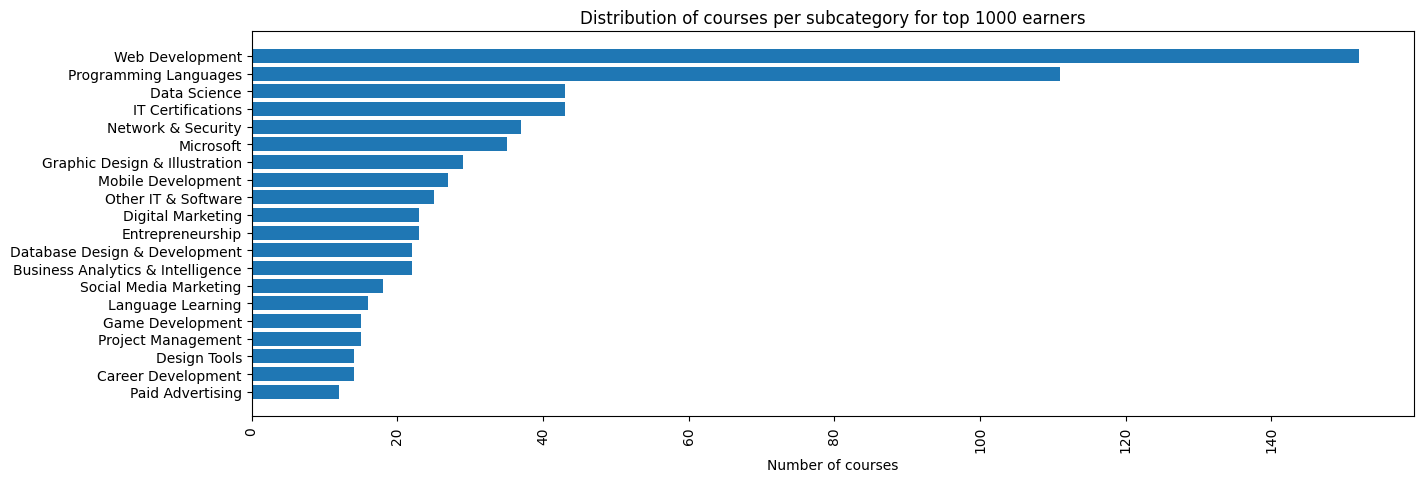 Distribution of courses per subcategory for top 1000 earners
Web Development
Programming Languages
Data Science
IT Certifications
Network & Security
Microsoft
Graphic Design & Illustration
Mobile Development
Other IT & Software
Digital Marketing
Entrepreneurship
Database Design & Development
Business Analytics & Intelligence
Social Media Marketing
Language Learning
Game Development
Project Management
Design Tools
Career Development
Paid Advertising
0 20 40 60 80 100 120 140
Number of courses